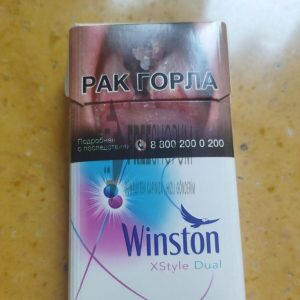 РАК ГОРЛА
Подробнее
о последствиях
8 800 200 0 200
Winston
XStyle Dual